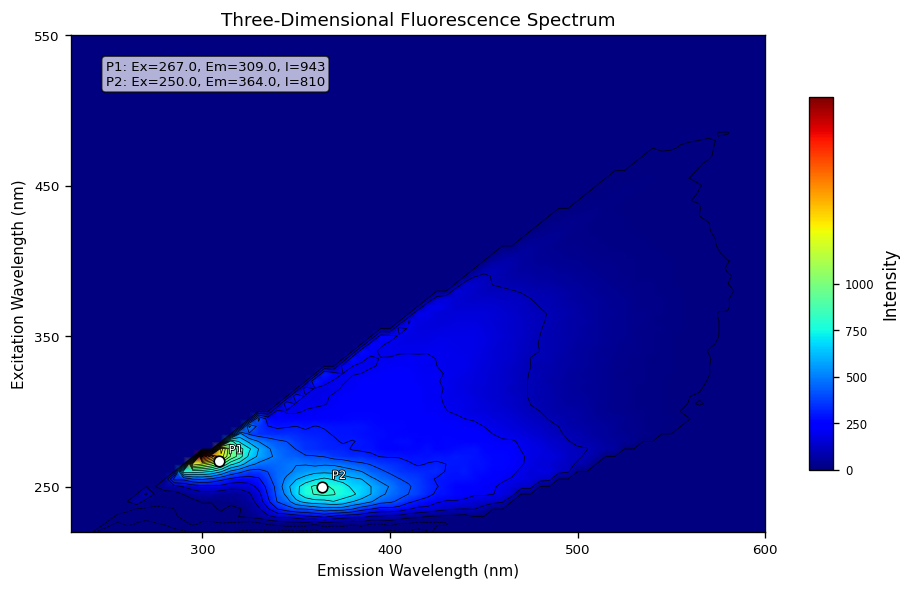 Three-Dimensional Fluorescence Spectrum
P1: Ex=267.0, Em=309.0, I=943
P2: Ex=250.0, Em=364.0, I=810
550
450
350
250
Excitation Wavelength (nm)
P1
P2
300
400
500
600
Emission Wavelength (nm)
1000
750
500
250
0
Intensity